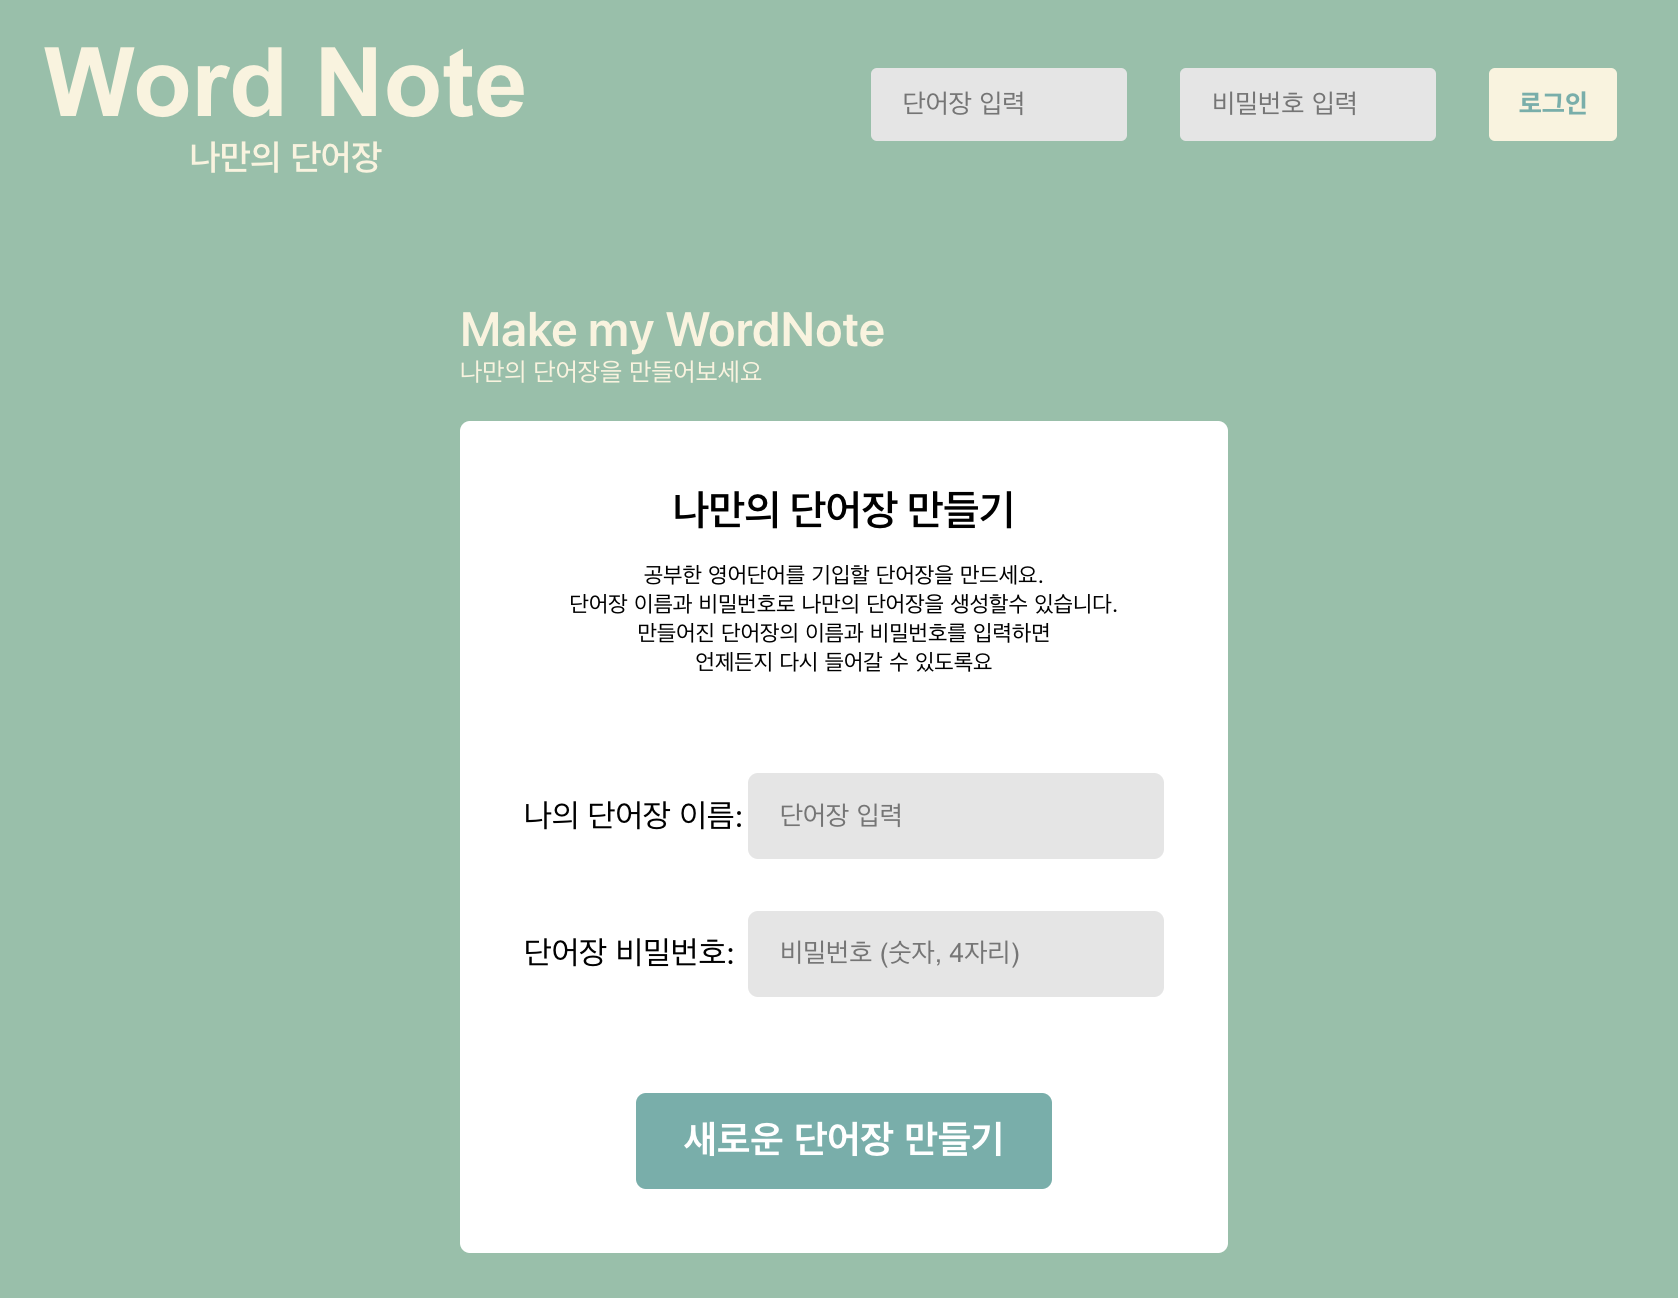 Word Note
나만의 단어장
단어장 입력
비밀번호 입력
로그인
Make my WordNote
나만의 단어장을 만들어보세요
나만의 단어장 만들기
공부한 영어단어를 기입할 단어장을 만드세요.
단어장 이름과 비밀번호로 나만의 단어장을 생성할수 있습니다.
만들어진 단어장의 이름과 비밀번호를 입력하면
언제든지 다시 들어갈 수 있도록요
나의 단어장 이름: 단어장 입력
단어장 비밀번호: 비밀번호 (숫자, 4자리)
새로운 단어장 만들기